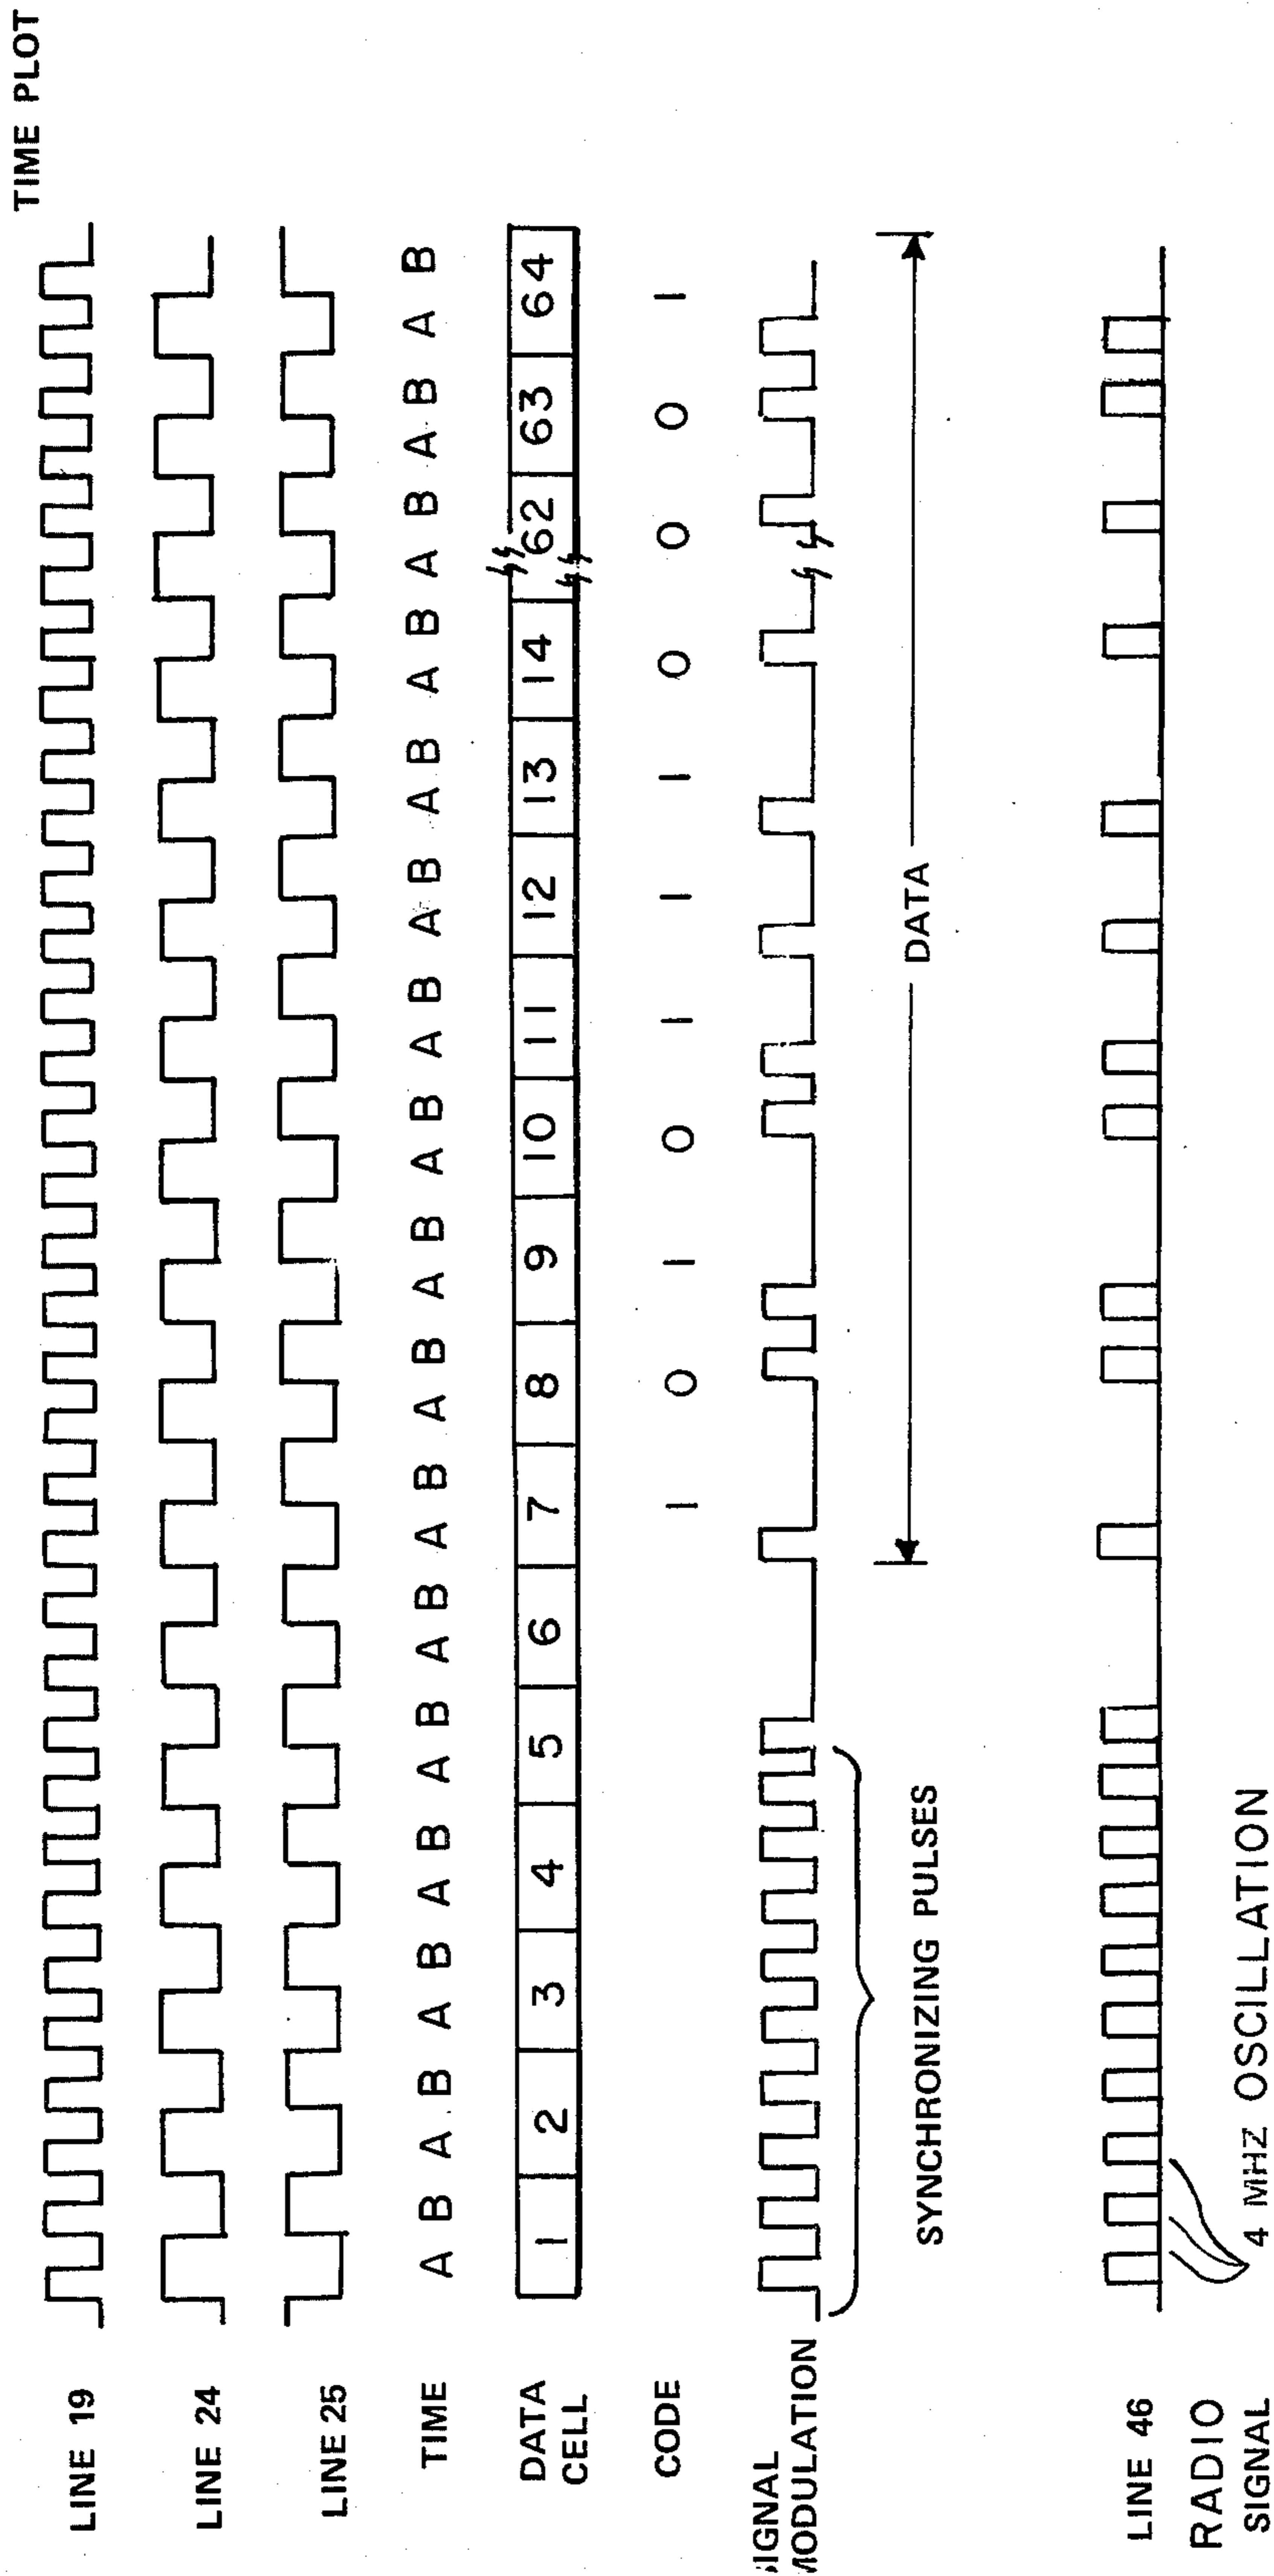 TIME PLOT
LINE 19
LINE 24
LINE 25
TIME A B A B A B A B A B A B A B A B A B A B A B A B A B A B A B A B A B
DATA CELL 1 2 3 4 5 6 7 8 9 10 11 12 13 14 62 63 64
CODE 1 0 1 0 1 1 1 0 0 0 1
SIGNAL
MODULATION
SYNCHRONIZING PULSES
DATA
LINE 46
RADIO
SIGNAL
4 MHZ OSCILLATION